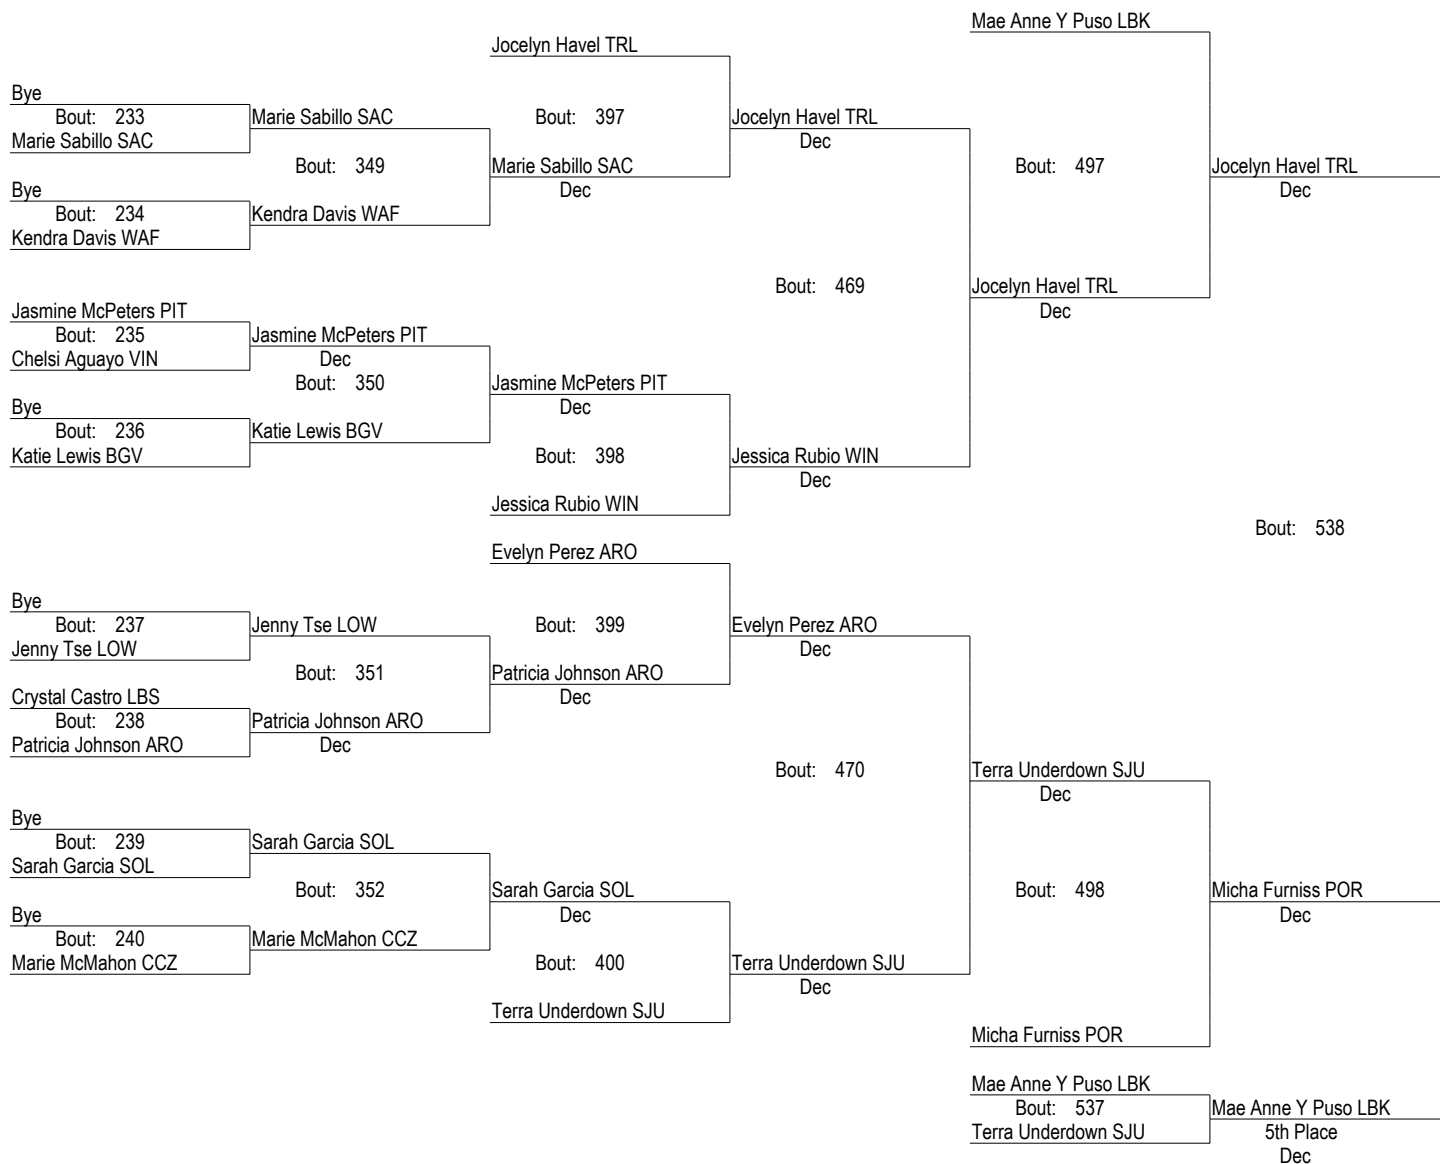 Mae Anne Y Puso LBK
Jocelyn Havel TRL
Bye
Bout: 233
Marie Sabillo SAC
Marie Sabillo SAC
Bout: 397
Jocelyn Havel TRL
Dec
Bout: 349
Marie Sabillo SAC
Dec
Bout: 497
Jocelyn Havel TRL
Dec
Bye
Bout: 234
Kendra Davis WAF
Kendra Davis WAF
Bout: 469
Jocelyn Havel TRL
Dec
Jasmine McPeters PIT
Bout: 235
Chelsi Aguayo VIN
Jasmine McPeters PIT
Dec
Bout: 350
Jasmine McPeters PIT
Dec
Bye
Bout: 236
Katie Lewis BGV
Katie Lewis BGV
Bout: 398
Jessica Rubio WIN
Dec
Jessica Rubio WIN
Bout: 538
Evelyn Perez ARO
Bye
Bout: 237
Jenny Tse LOW
Jenny Tse LOW
Bout: 399
Evelyn Perez ARO
Dec
Bout: 351
Patricia Johnson ARO
Dec
Crystal Castro LBS
Bout: 238
Patricia Johnson ARO
Patricia Johnson ARO
Dec
Bout: 470
Terra Underdown SJU
Dec
Bye
Bout: 239
Sarah Garcia SOL
Sarah Garcia SOL
Bout: 352
Sarah Garcia SOL
Dec
Bout: 498
Micha Furniss POR
Dec
Bye
Bout: 240
Marie McMahon CCZ
Marie McMahon CCZ
Bout: 400
Terra Underdown SJU
Dec
Terra Underdown SJU
Micha Furniss POR
Mae Anne Y Puso LBK
Bout: 537
Terra Underdown SJU
Mae Anne Y Puso LBK
5th Place
Dec